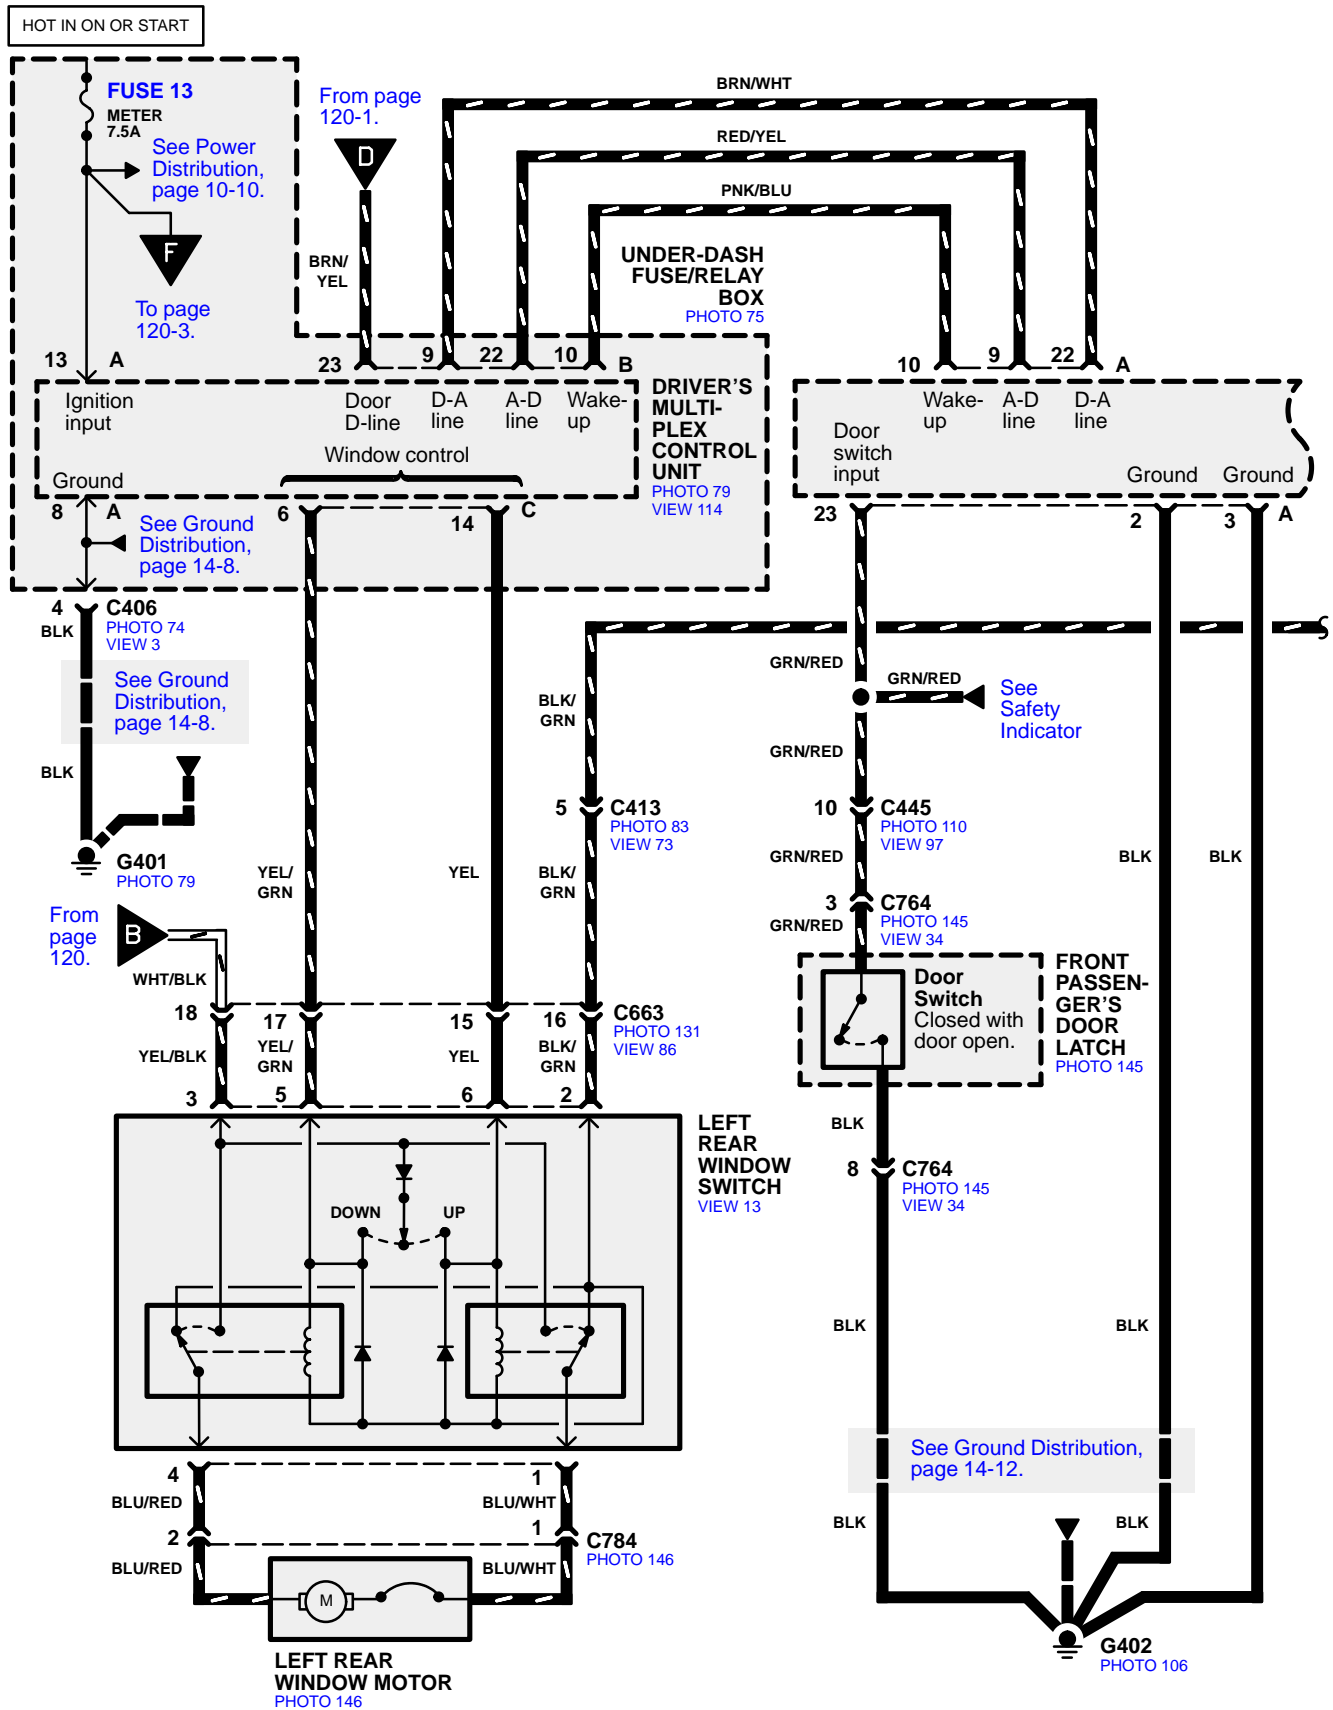 HOT IN ON OR START
FUSE 13
METER
7.5A
See Power
Distribution,
page 10-10.
F
To page
120-3.
From page
120-1.
D
BRN/
YEL
BRN/WHT
RED/YEL
PNK/BLU
UNDER-DASH
FUSE/RELAY
BOX
PHOTO 75
13 A
23 9 22 10 B
10 9 22 A
Ignition
input
Door
D-line
D-A
line
A-D
line
Wake-
up
Window control
Ground
DRIVER'S
MULTI-
PLEX
CONTROL
UNIT
PHOTO 79
VIEW 114
Door
switch
input
Wake-
up
A-D
line
D-A
line
Ground
Ground
8 A
See Ground
Distribution,
page 14-8.
6 14 C
23 2 3 A
4 C406
BLK
PHOTO 74
VIEW 3
See Ground
Distribution,
page 14-8.
BLK
G401
PHOTO 79
GRN/RED
GRN/RED
See
Safety
Indicator
GRN/RED
BLK/
GRN
5 C413
PHOTO 83
VIEW 73
10 C445
PHOTO 110
VIEW 97
YEL/
GRN
YEL
BLK/
GRN
GRN/RED
BLK
BLK
3 C764
PHOTO 145
VIEW 34
GRN/RED
From
page
120.
B
WHT/BLK
18 17 15 16 C663
PHOTO 131
VIEW 86
YEL/BLK
YEL/
GRN
YEL
BLK/
GRN
3 5 6 2
Door
Switch
Closed with
door open.
FRONT
PASSEN-
GER'S
DOOR
LATCH
PHOTO 145
LEFT
REAR
WINDOW
SWITCH
VIEW 13
DOWN UP
BLK
8 C764
PHOTO 145
VIEW 34
BLK
BLK
See Ground Distribution,
page 14-12.
4 1
BLU/RED BLU/WHT
2 1 C784
PHOTO 146
BLU/RED BLU/WHT
M
LEFT REAR
WINDOW MOTOR
PHOTO 146
BLK
BLK
G402
PHOTO 106